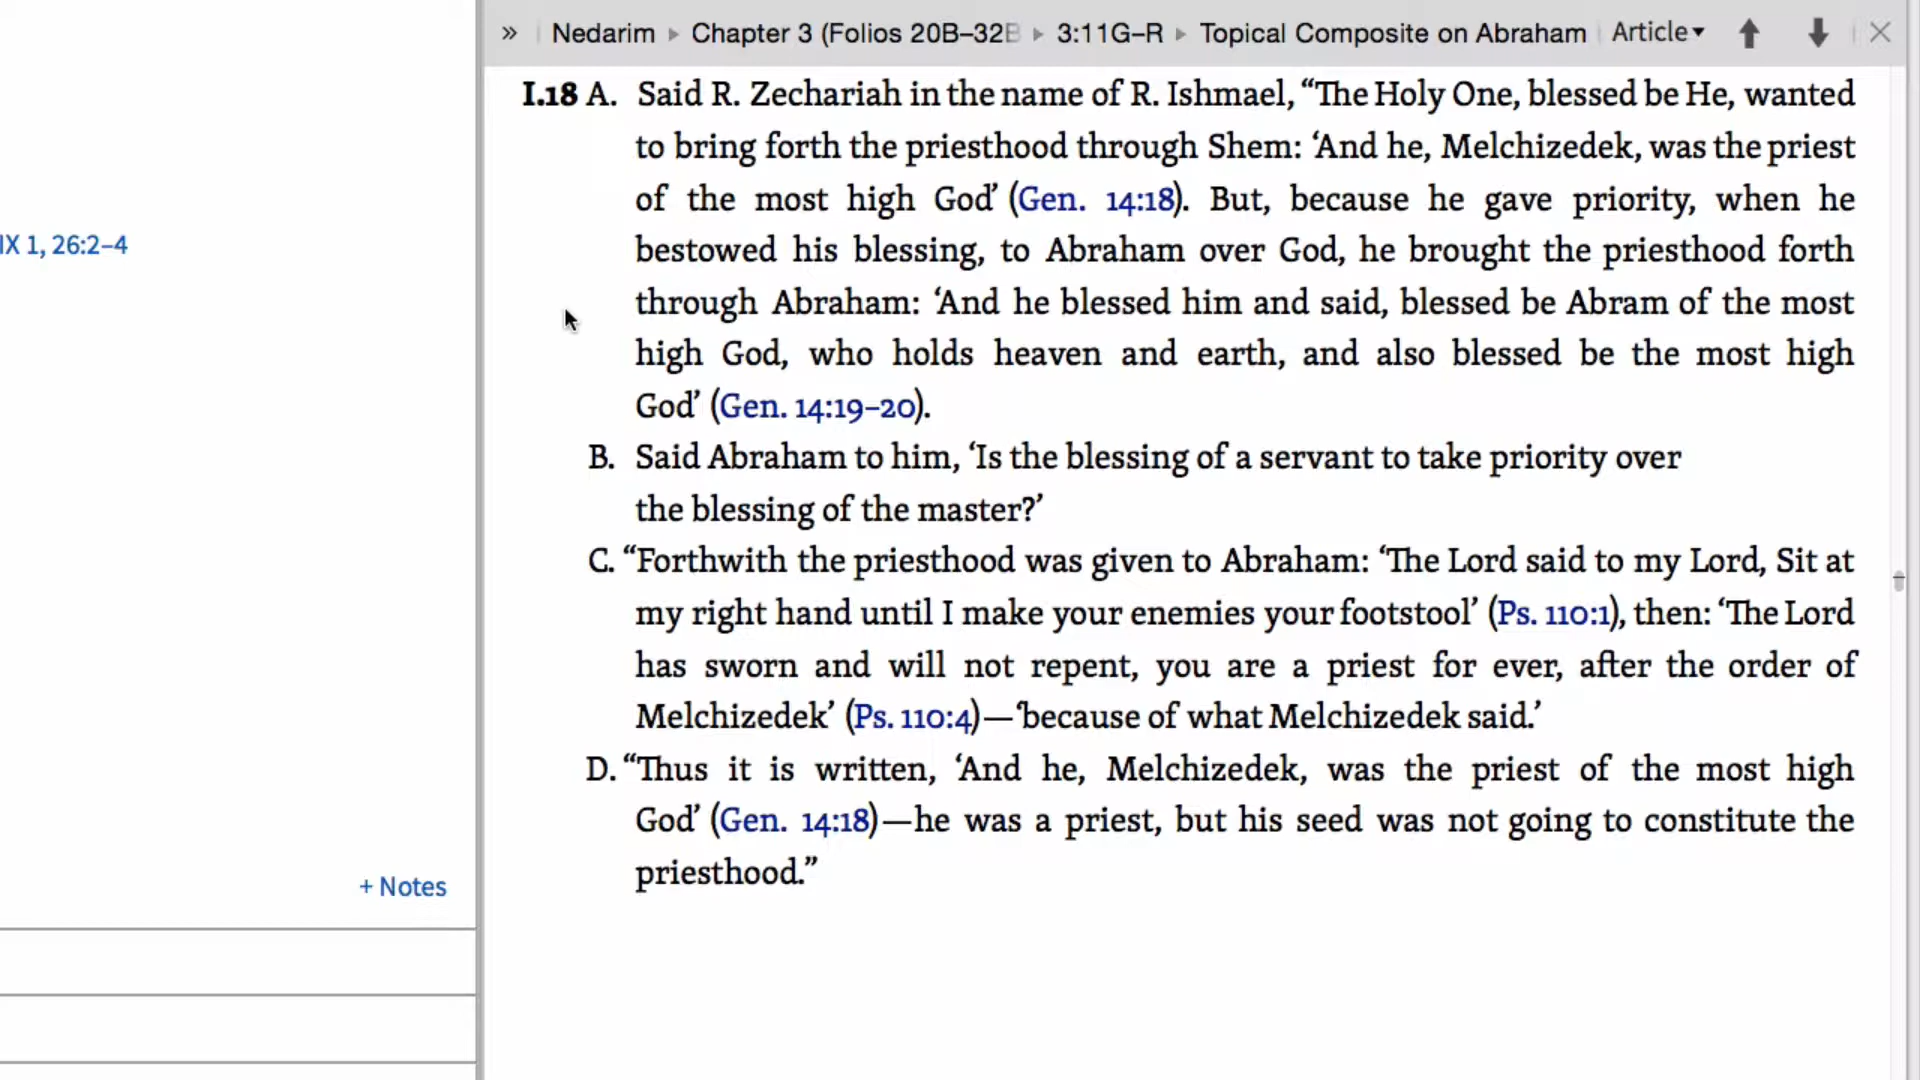 » Nedarim ▸ Chapter 3 (Folios 20B–32B ▸ 3:11G–R ▸ Topical Composite on Abraham Article▾
I.18 A. Said R. Zechariah in the name of R. Ishmael, “The Holy One, blessed be He, wanted
to bring forth the priesthood through Shem: ‘And he, Melchizedek, was the priest
of the most high God’ (Gen. 14:18). But, because he gave priority, when he
bestowed his blessing, to Abraham over God, he brought the priesthood forth
through Abraham: ‘And he blessed him and said, blessed be Abram of the most
high God, who holds heaven and earth, and also blessed be the most high
God’ (Gen. 14:19–20).
B. Said Abraham to him, ‘Is the blessing of a servant to take priority over
the blessing of the master?’
C. “Forthwith the priesthood was given to Abraham: ‘The Lord said to my Lord, Sit at
my right hand until I make your enemies your footstool’ (Ps. 110:1), then: ‘The Lord
has sworn and will not repent, you are a priest for ever, after the order of
Melchizedek’ (Ps. 110:4)—‘because of what Melchizedek said.’
D. “Thus it is written, ‘And he, Melchizedek, was the priest of the most high
God’ (Gen. 14:18)—he was a priest, but his seed was not going to constitute the
priesthood.”
IX 1, 26:2–4
+ Notes